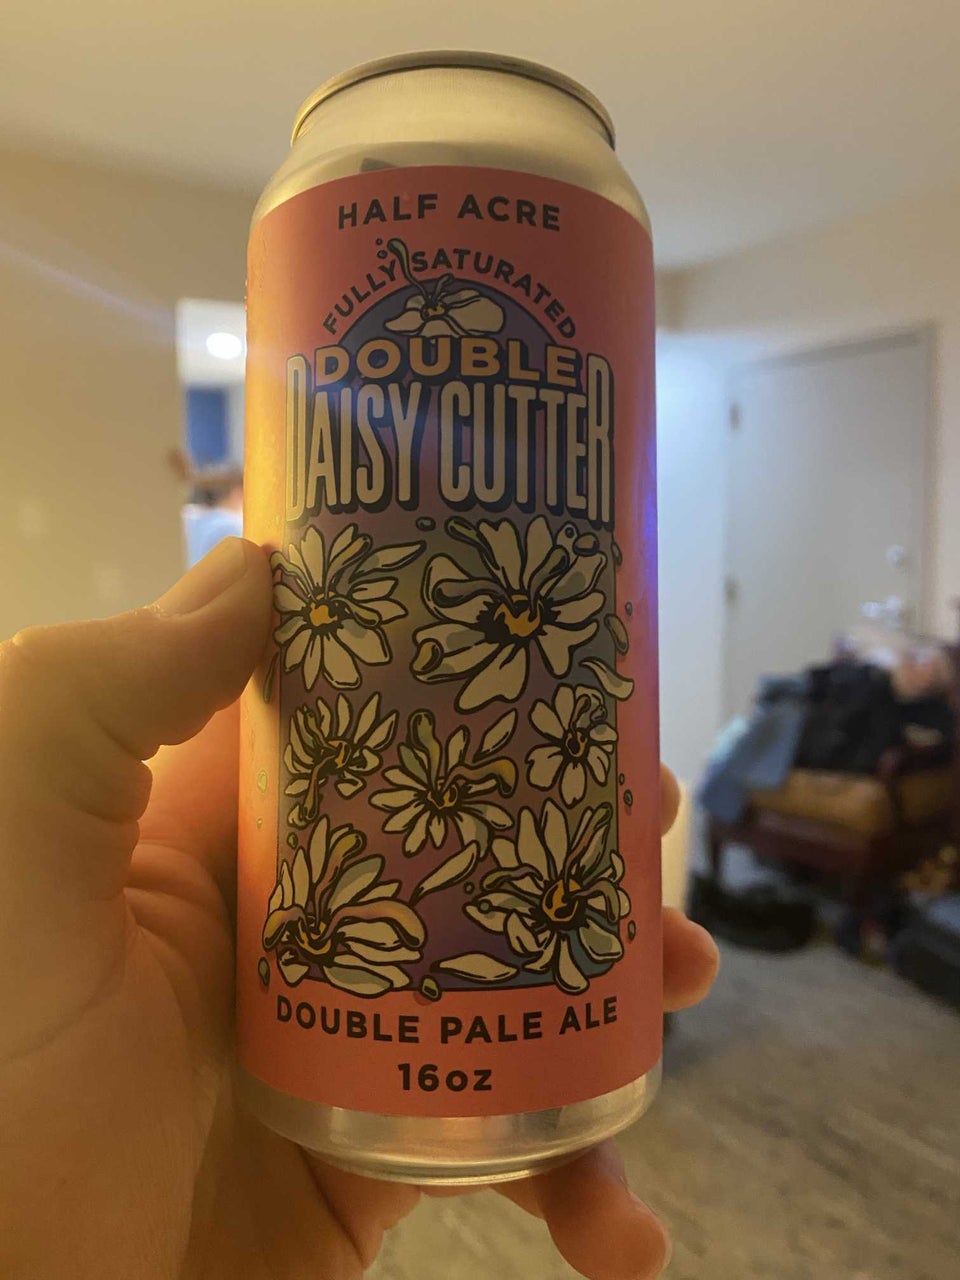 HALF ACRE
FULLY SATURATED
DOUBLE
DAISY CUTTER
DOUBLE PALE ALE
16oz